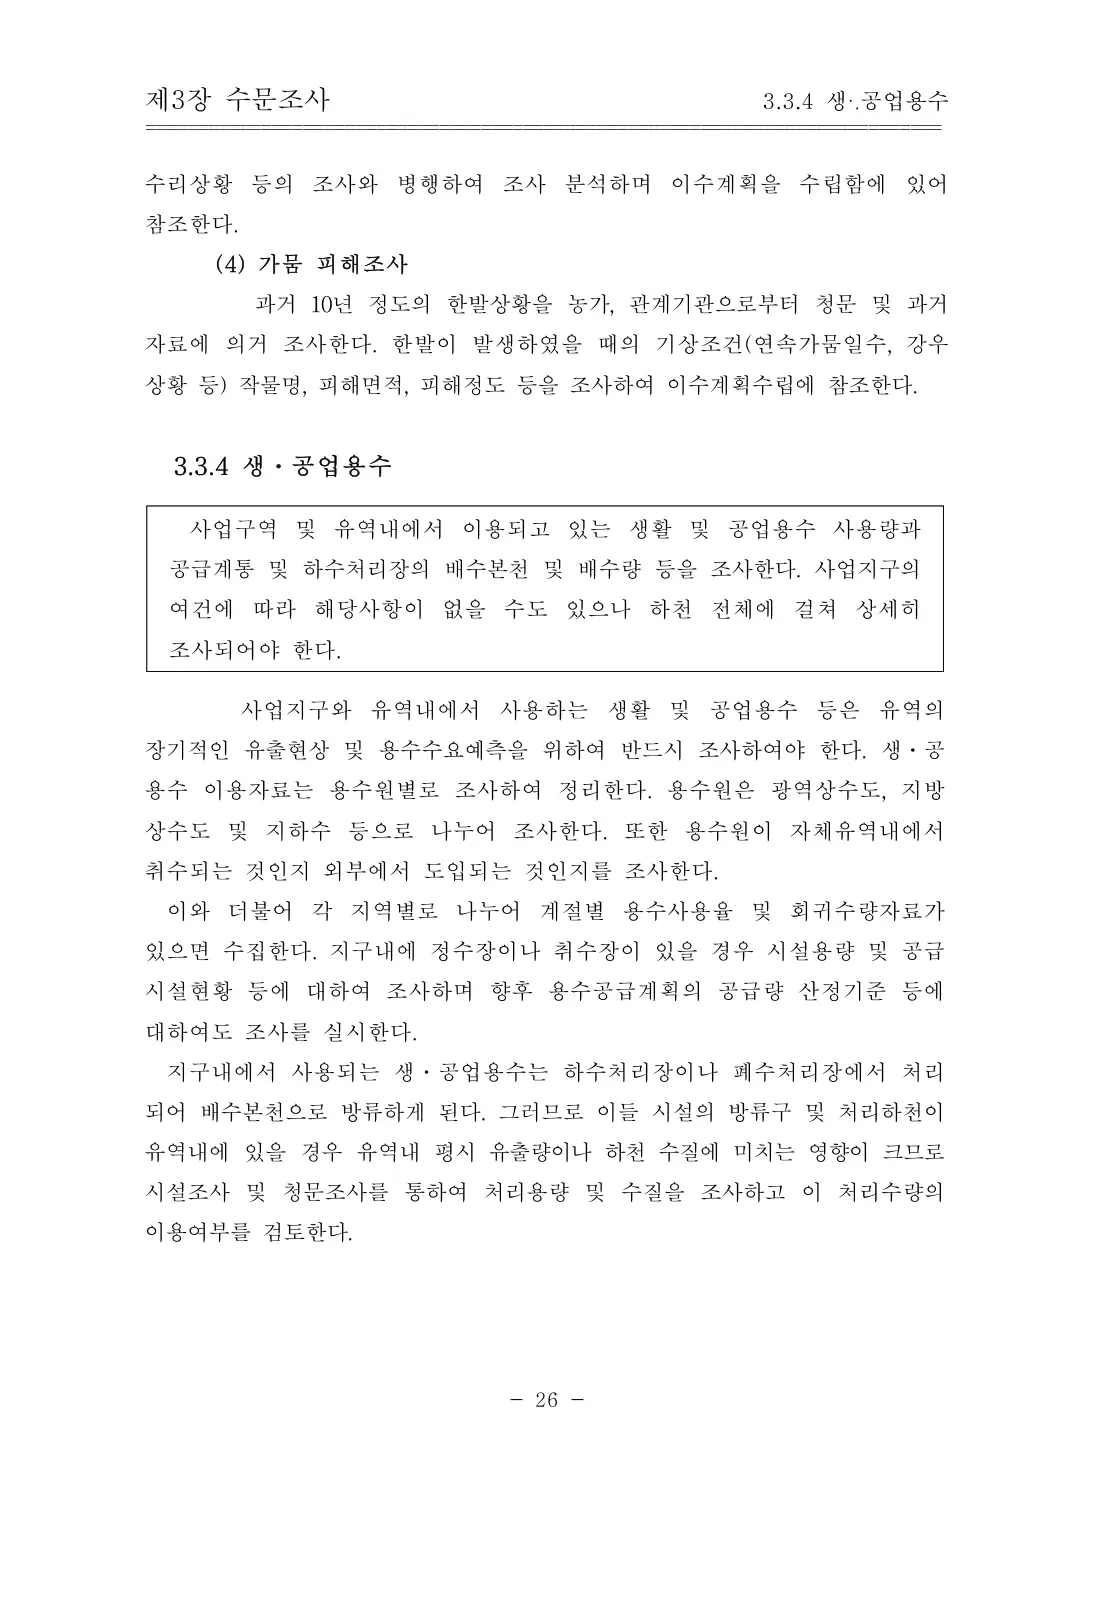 제3장 수문조사 3.3.4 생·.공업용수
수리상황 등의 조사와 병행하여 조사 분석하며 이수계획을 수립함에 있어
참조한다.
(4) 가뭄 피해조사
과거 10년 정도의 한발상황을 농가, 관계기관으로부터 청문 및 과거
자료에 의거 조사한다. 한발이 발생하였을 때의 기상조건(연속가뭄일수, 강우
상황 등) 작물명, 피해면적, 피해정도 등을 조사하여 이수계획수립에 참조한다.
3.3.4 생·공업용수
사업구역 및 유역내에서 이용되고 있는 생활 및 공업용수 사용량과
공급계통 및 하수처리장의 배수본천 및 배수량 등을 조사한다. 사업지구의
여건에 따라 해당사항이 없을 수도 있으나 하천 전체에 걸쳐 상세히
조사되어야 한다.
사업지구와 유역내에서 사용하는 생활 및 공업용수 등은 유역의
장기적인 유출현상 및 용수수요예측을 위하여 반드시 조사하여야 한다. 생·공
용수 이용자료는 용수원별로 조사하여 정리한다. 용수원은 광역상수도, 지방
상수도 및 지하수 등으로 나누어 조사한다. 또한 용수원이 자체유역내에서
취수되는 것인지 외부에서 도입되는 것인지를 조사한다.
이와 더불어 각 지역별로 나누어 계절별 용수사용율 및 회귀수량자료가
있으면 수집한다. 지구내에 정수장이나 취수장이 있을 경우 시설용량 및 공급
시설현황 등에 대하여 조사하며 향후 용수공급계획의 공급량 산정기준 등에
대하여도 조사를 실시한다.
지구내에서 사용되는 생·공업용수는 하수처리장이나 폐수처리장에서 처리
되어 배수본천으로 방류하게 된다. 그러므로 이들 시설의 방류구 및 처리하천이
유역내에 있을 경우 유역내 평시 유출량이나 하천 수질에 미치는 영향이 크므로
시설조사 및 청문조사를 통하여 처리용량 및 수질을 조사하고 이 처리수량의
이용여부를 검토한다.
- 26 -